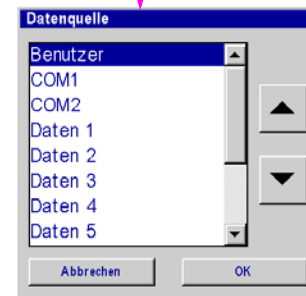 Datenquelle
Benutzer
COM1
COM2
Daten 1
Daten 2
Daten 3
Daten 4
Daten 5
Abbrechen
OK